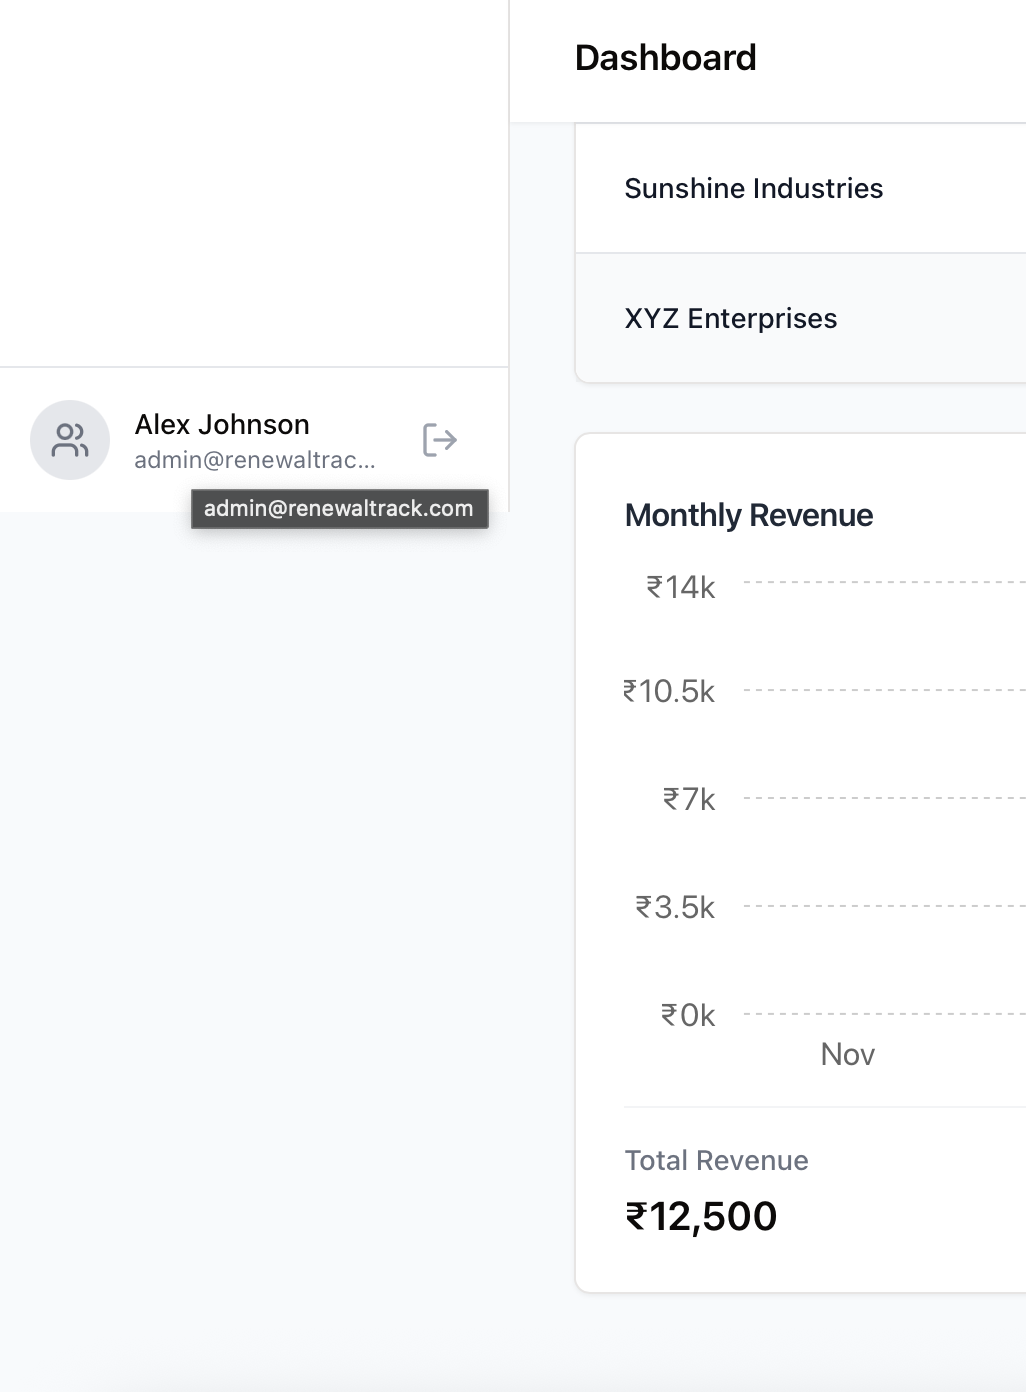 Dashboard
Sunshine Industries
XYZ Enterprises
Alex Johnson
admin@renewaltrac...
admin@renewaltrack.com
Monthly Revenue
₹14k
₹10.5k
₹7k
₹3.5k
₹0k
Nov
Total Revenue
₹12,500